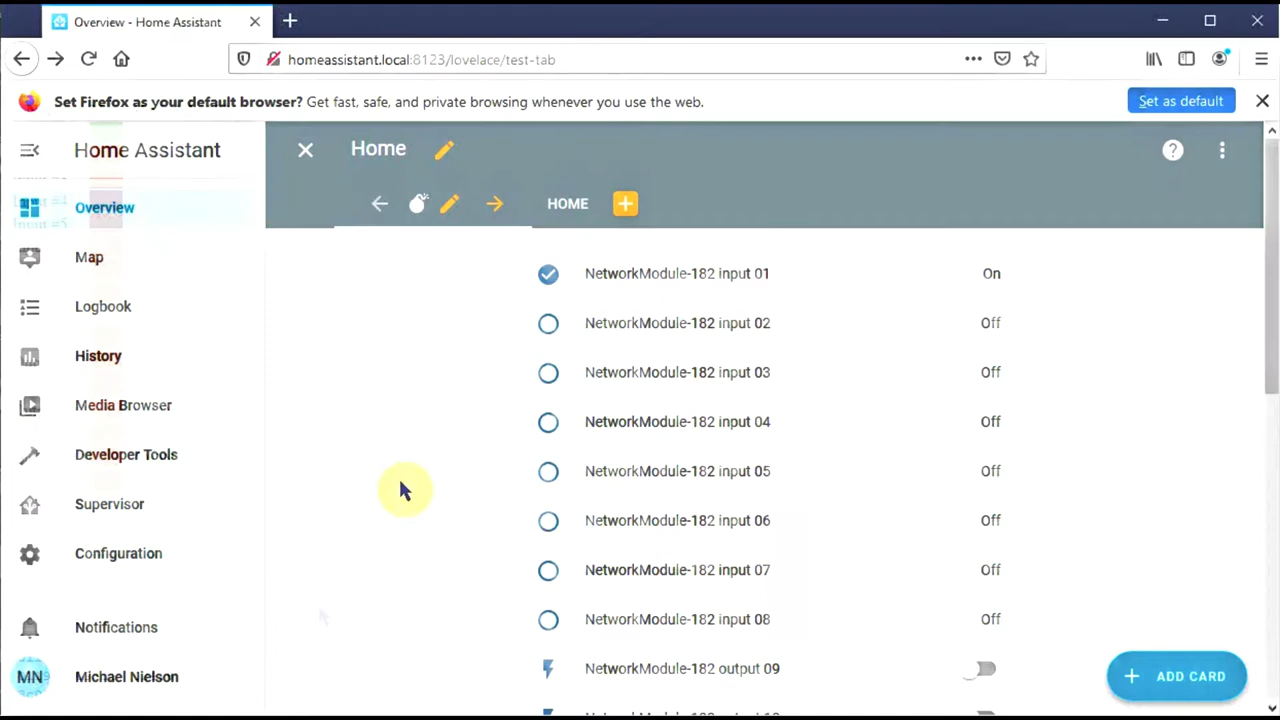 Overview - Home Assistant
homeassistant.local:8123/lovelace/test-tab
Set Firefox as your default browser? Get fast, safe, and private browsing whenever you use the web.
Set as default
Home Assistant
Home
Overview
HOME
Map
Logbook
History
Media Browser
Developer Tools
Supervisor
Configuration
Notifications
MN
Michael Nielson
NetworkModule-182 input 01 On
NetworkModule-182 input 02 Off
NetworkModule-182 input 03 Off
NetworkModule-182 input 04 Off
NetworkModule-182 input 05 Off
NetworkModule-182 input 06 Off
NetworkModule-182 input 07 Off
NetworkModule-182 input 08 Off
NetworkModule-182 output 09
ADD CARD